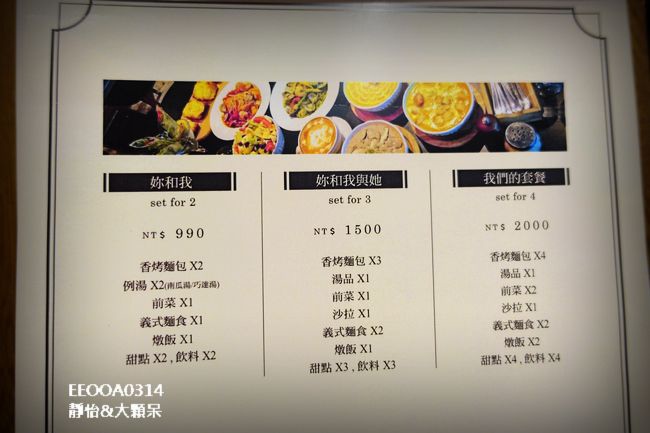 妳和我
set for 2
NT$ 990
香烤麵包 X2
例湯 X2(南瓜湯/巧達湯)
前菜 X1
義式麵食 X1
燉飯 X1
甜點 X2 , 飲料 X2
妳和我與她
set for 3
NT$ 1500
香烤麵包 X3
湯品 X1
前菜 X1
沙拉 X1
義式麵食 X2
燉飯 X1
甜點 X3 , 飲料 X3
我們的套餐
set for 4
NT$ 2000
香烤麵包 X4
湯品 X1
前菜 X2
沙拉 X1
義式麵食 X2
燉飯 X2
甜點 X4 , 飲料 X4
EEOOA0314
靜怡&大顆呆